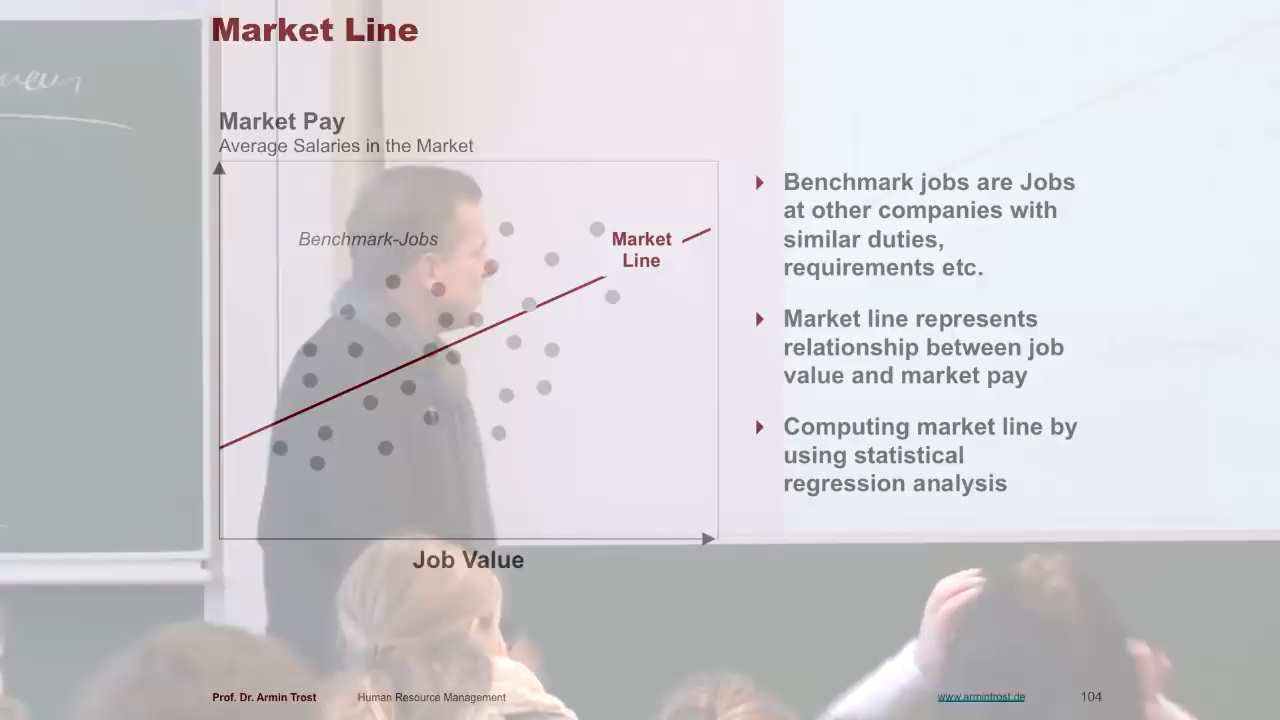 Market Line
Market Pay
Average Salaries in the Market
Benchmark-Jobs
Market
Line
Job Value
Benchmark jobs are Jobs
at other companies with
similar duties,
requirements etc.
Market line represents
relationship between job
value and market pay
Computing market line by
using statistical
regression analysis
Prof. Dr. Armin Trost
Human Resource Management
www.armintrost.de
104